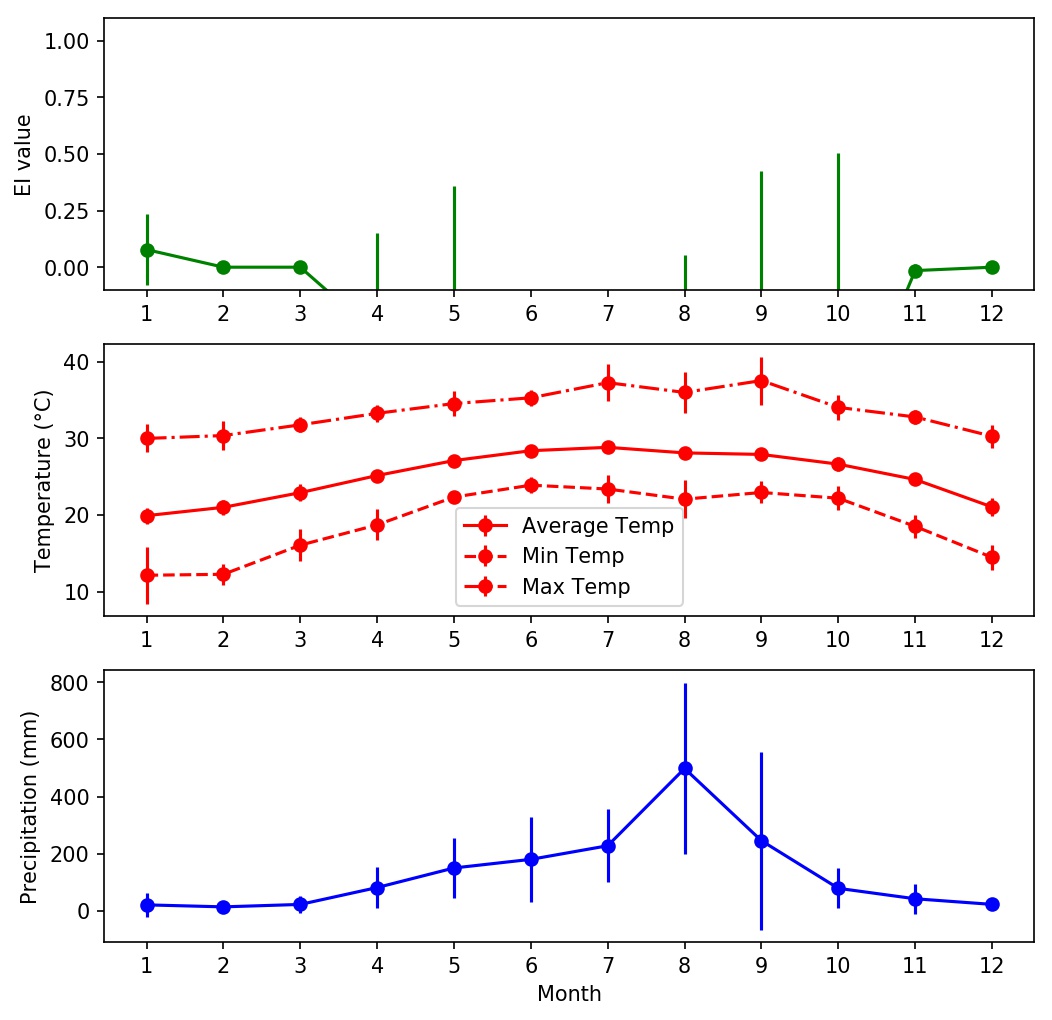 EI value
1.00
0.75
0.50
0.25
0.00
1 2 3 4 5 6 7 8 9 10 11 12
Temperature (°C)
40
30
20
10
Average Temp
Min Temp
Max Temp
1 2 3 4 5 6 7 8 9 10 11 12
Precipitation (mm)
800
600
400
200
0
1 2 3 4 5 6 7 8 9 10 11 12
Month